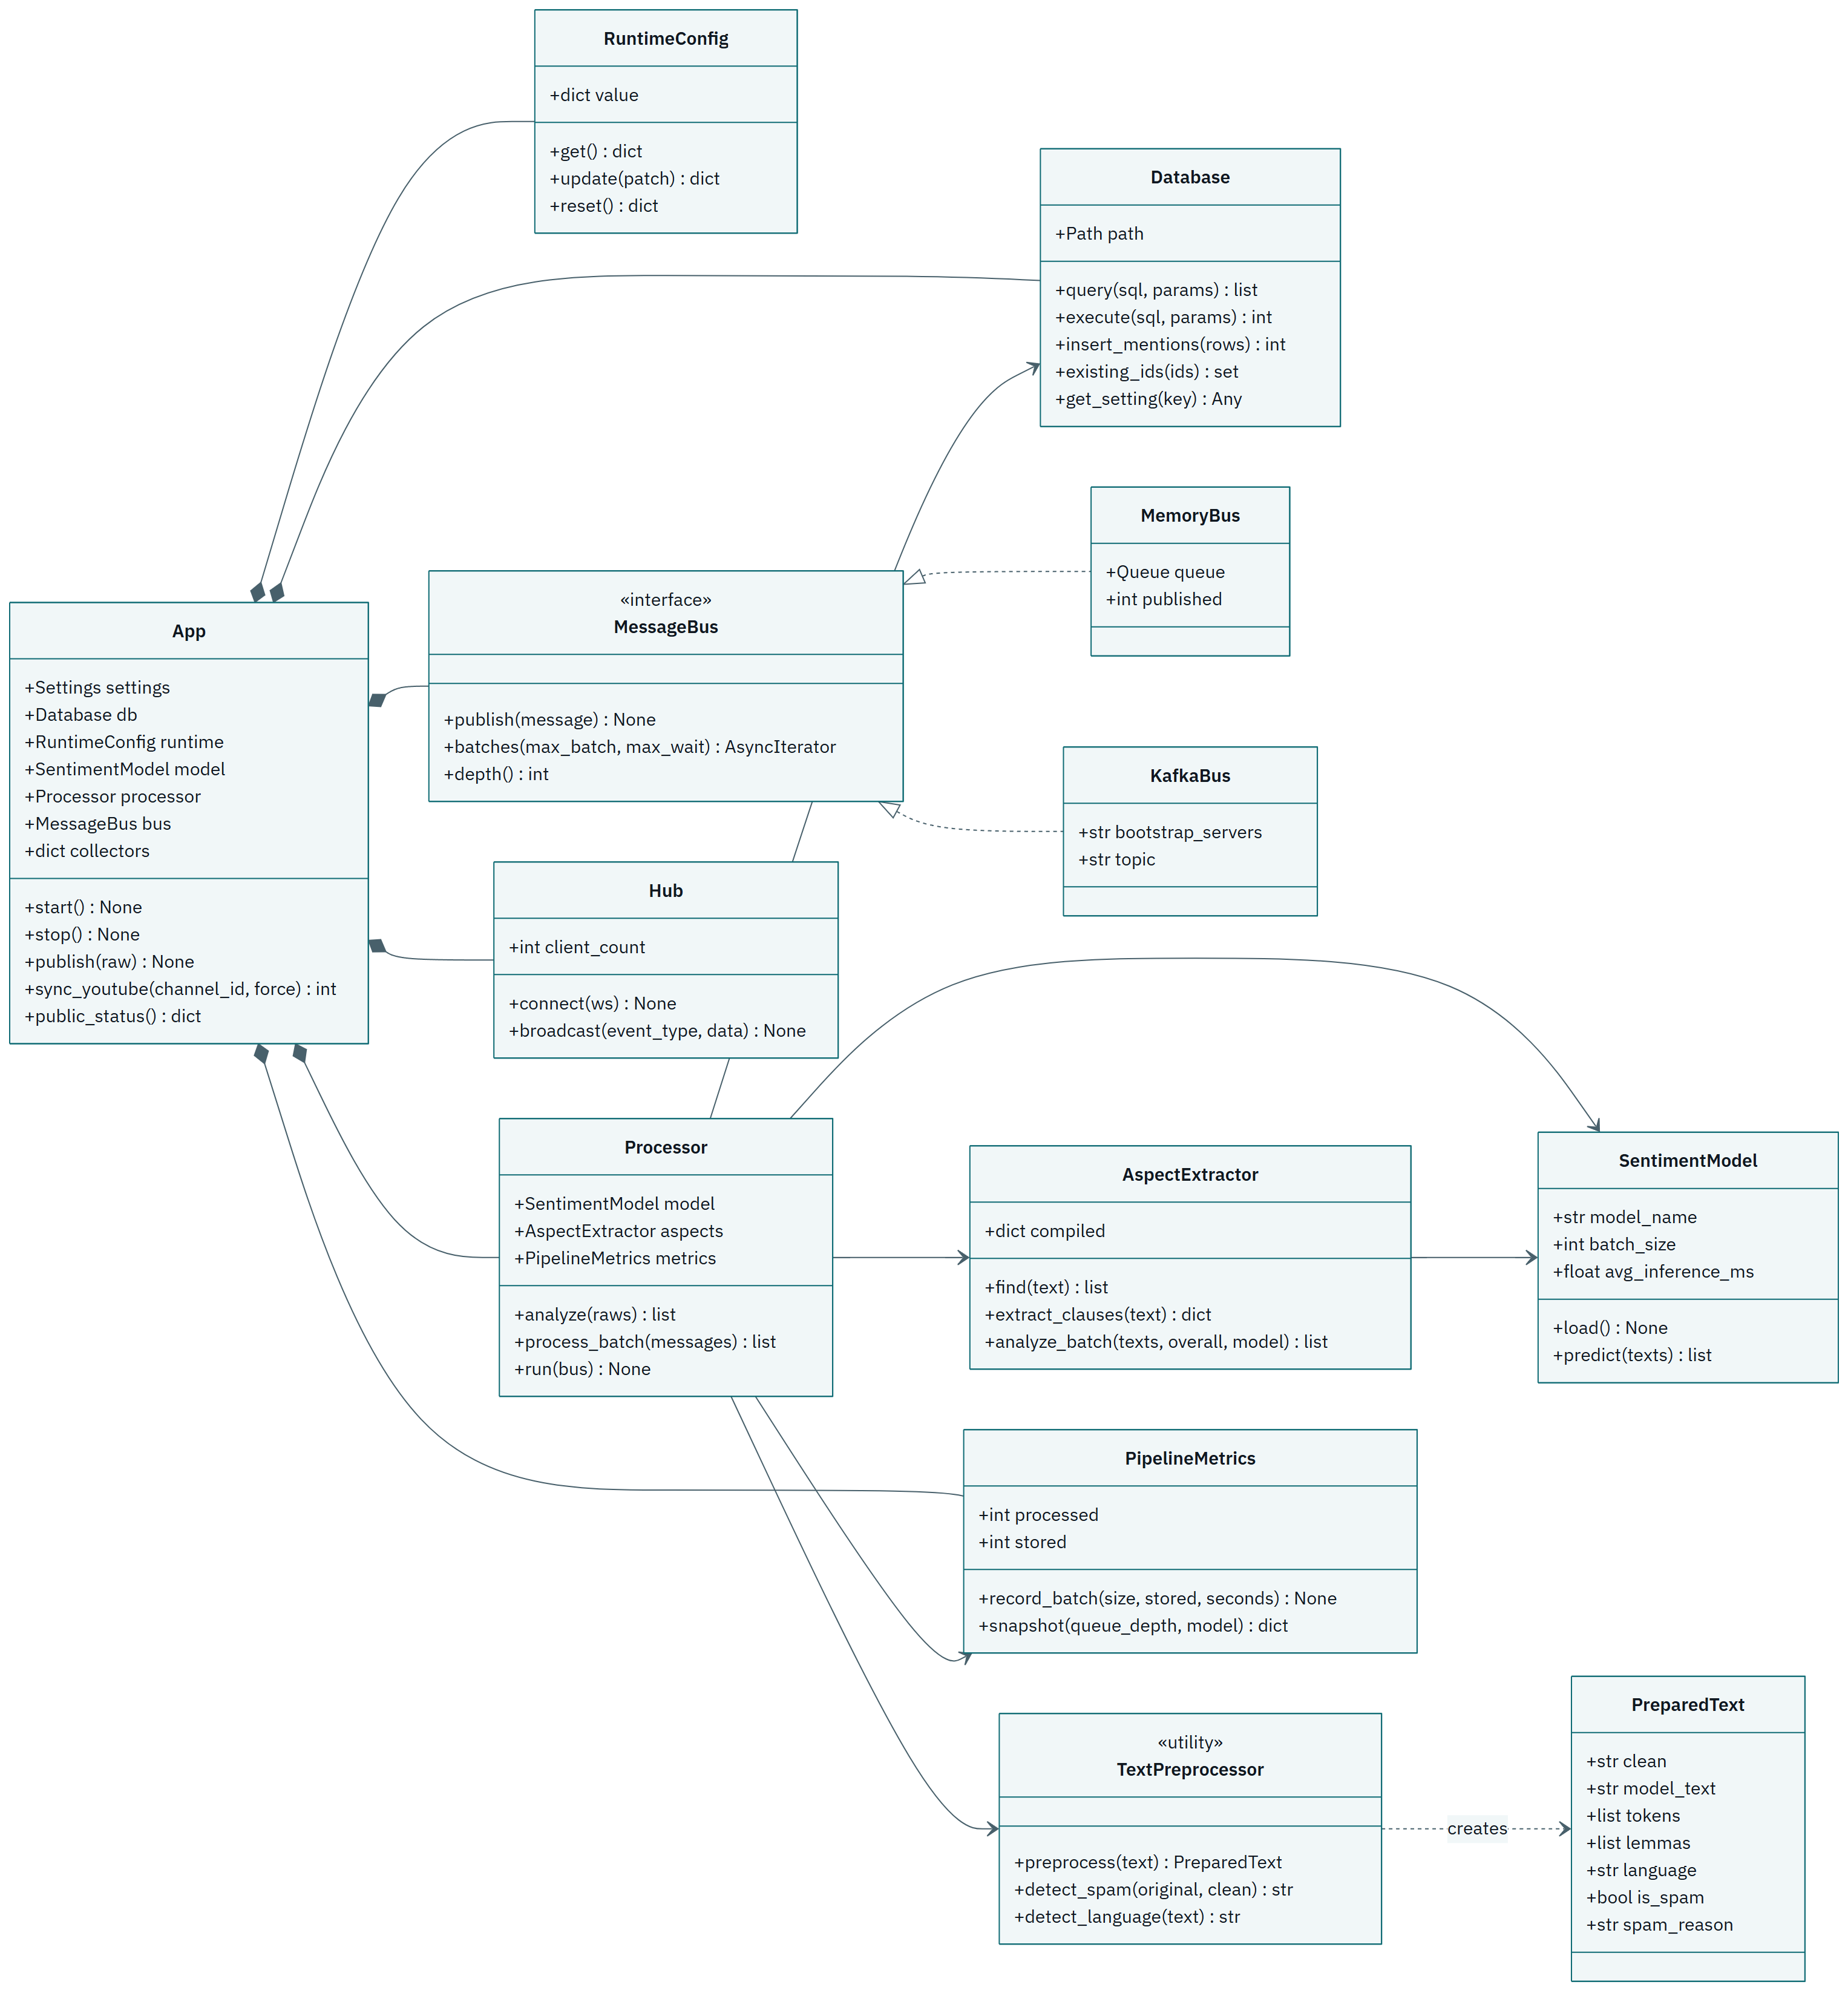 RuntimeConfig
+dict value
+get() : dict
+update(patch) : dict
+reset() : dict
Database
+Path path
+query(sql, params) : list
+execute(sql, params) : int
+insert_mentions(rows) : int
+existing_ids(ids) : set
+get_setting(key) : Any
MemoryBus
+Queue queue
+int published
App
+Settings settings
+Database db
+RuntimeConfig runtime
+SentimentModel model
+Processor processor
+MessageBus bus
+dict collectors
+start() : None
+stop() : None
+publish(raw) : None
+sync_youtube(channel_id, force) : int
+public_status() : dict
«interface»
MessageBus
+publish(message) : None
+batches(max_batch, max_wait) : AsyncIterator
+depth() : int
KafkaBus
+str bootstrap_servers
+str topic
Hub
+int client_count
+connect(ws) : None
+broadcast(event_type, data) : None
Processor
+SentimentModel model
+AspectExtractor aspects
+PipelineMetrics metrics
+analyze(raws) : list
+process_batch(messages) : list
+run(bus) : None
AspectExtractor
+dict compiled
+find(text) : list
+extract_clauses(text) : dict
+analyze_batch(texts, overall, model) : list
SentimentModel
+str model_name
+int batch_size
+float avg_inference_ms
+load() : None
+predict(texts) : list
PipelineMetrics
+int processed
+int stored
+record_batch(size, stored, seconds) : None
+snapshot(queue_depth, model) : dict
«utility»
TextPreprocessor
+preprocess(text) : PreparedText
+detect_spam(original, clean) : str
+detect_language(text) : str
creates
PreparedText
+str clean
+str model_text
+list tokens
+list lemmas
+str language
+bool is_spam
+str spam_reason